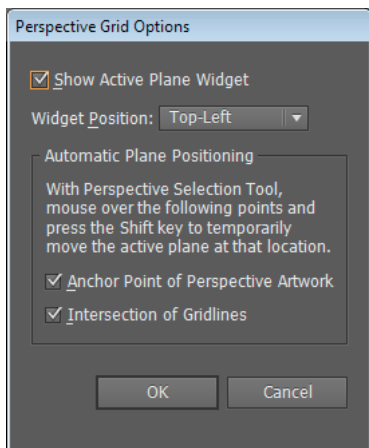 Perspective Grid Options
Show Active Plane Widget
Widget Position: Top-Left
Automatic Plane Positioning
With Perspective Selection Tool,
mouse over the following points and
press the Shift key to temporarily
move the active plane at that location.
Anchor Point of Perspective Artwork
Intersection of Gridlines
OK Cancel